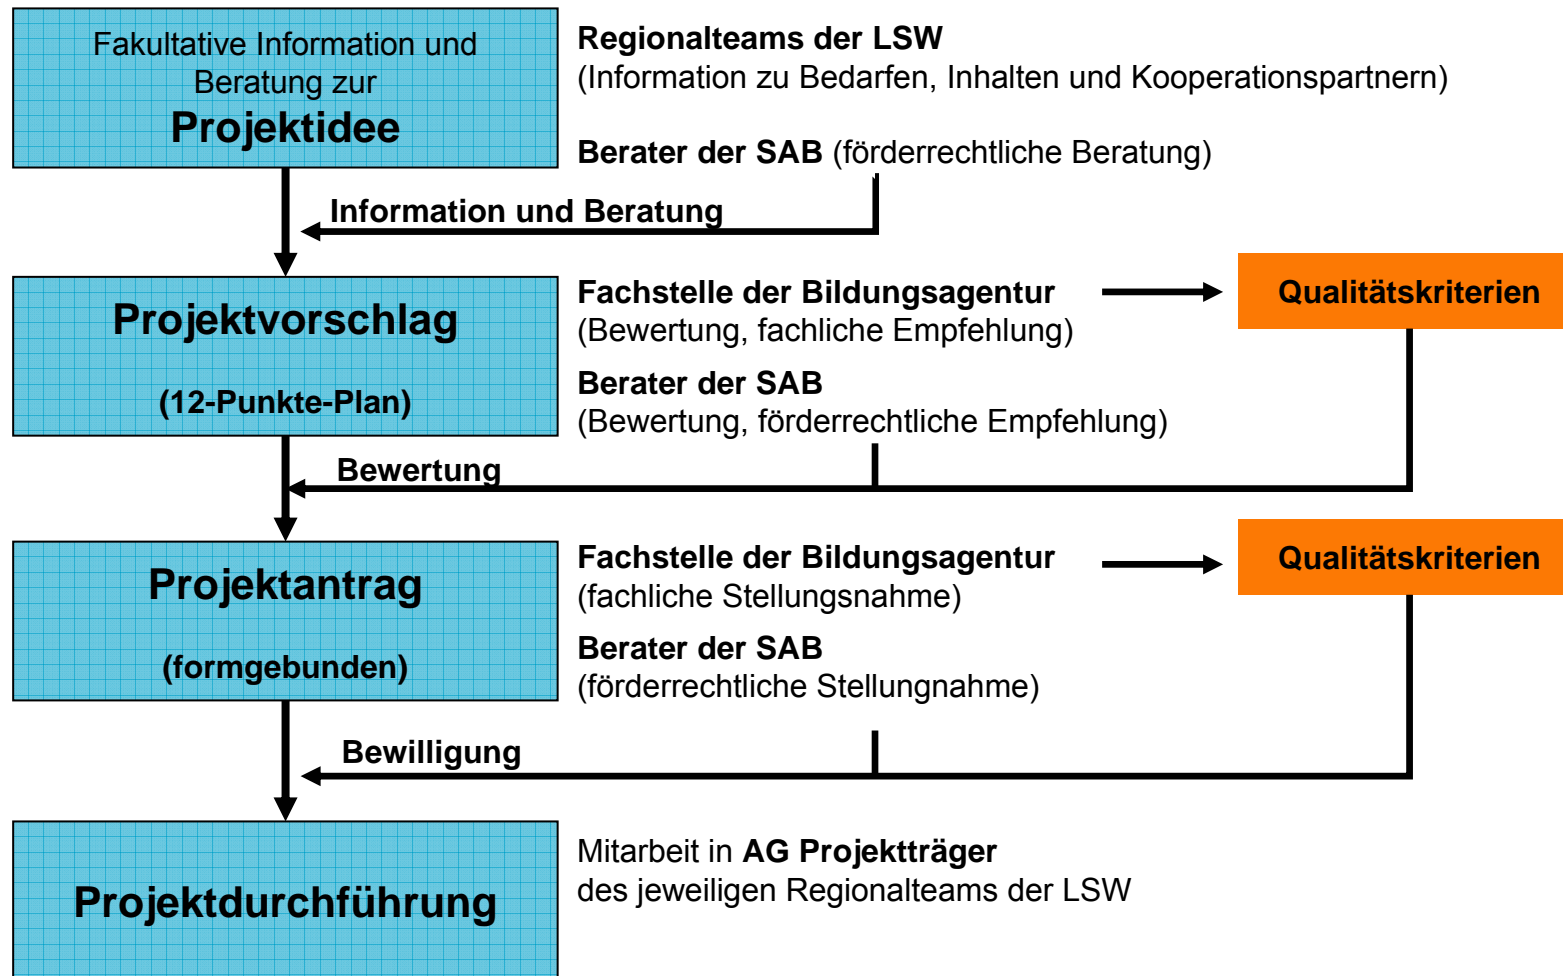 Fakultative Information und
Beratung zur
Projektidee
Regionalteams der LSW
(Information zu Bedarfen, Inhalten und Kooperationspartnern)
Berater der SAB (förderrechtliche Beratung)
Information und Beratung
Projektvorschlag
(12-Punkte-Plan)
Fachstelle der Bildungsagentur
(Bewertung, fachliche Empfehlung)
Berater der SAB
(Bewertung, förderrechtliche Empfehlung)
Qualitätskriterien
Bewertung
Projektantrag
(formgebunden)
Fachstelle der Bildungsagentur
(fachliche Stellungsnahme)
Berater der SAB
(förderrechtliche Stellungnahme)
Qualitätskriterien
Bewilligung
Projektdurchführung
Mitarbeit in AG Projektträger
des jeweiligen Regionalteams der LSW